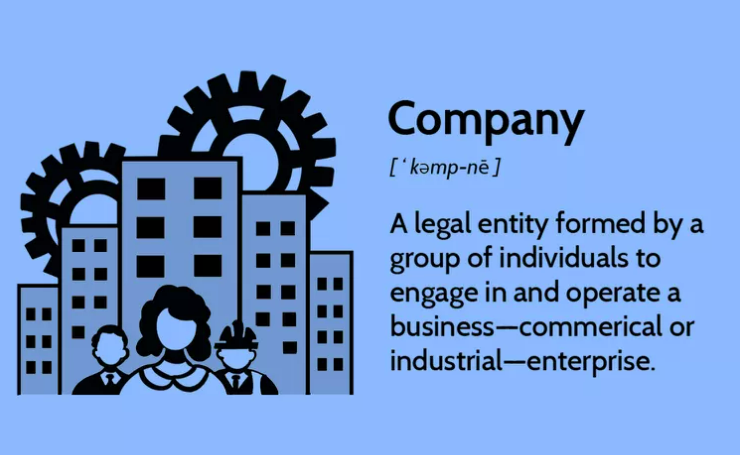 Company
[ˈkəmp-nē]
A legal entity formed by a
group of individuals to
engage in and operate a
business—commerical or
industrial—enterprise.